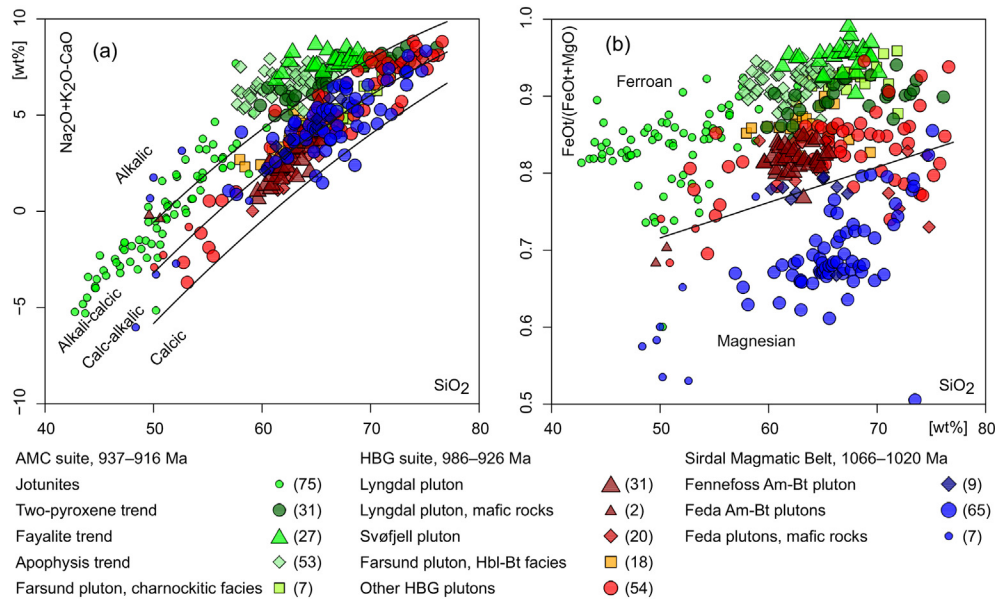 (a)
[wt%]
Na₂O+K₂O-CaO
10
5
0
−5
−10
Alkalic
Alkali-calcic
Calc-alkalic
Calcic
SiO₂
40 50 60 70 80
(b)
FeOt/(FeOt+MgO)
1.0
0.9
0.8
0.7
0.6
0.5
Ferroan
Magnesian
SiO₂
40 50 60 70 [wt%] 80
AMC suite, 937–916 Ma
Jotunites (75)
Two-pyroxene trend (31)
Fayalite trend (27)
Apophysis trend (53)
Farsund pluton, charnockitic facies (7)
HBG suite, 986–926 Ma
Lyngdal pluton (31)
Lyngdal pluton, mafic rocks (2)
Svøfjell pluton (20)
Farsund pluton, Hbl-Bt facies (18)
Other HBG plutons (54)
Sirdal Magmatic Belt, 1066–1020 Ma
Fennefoss Am-Bt pluton (9)
Feda Am-Bt plutons (65)
Feda plutons, mafic rocks (7)